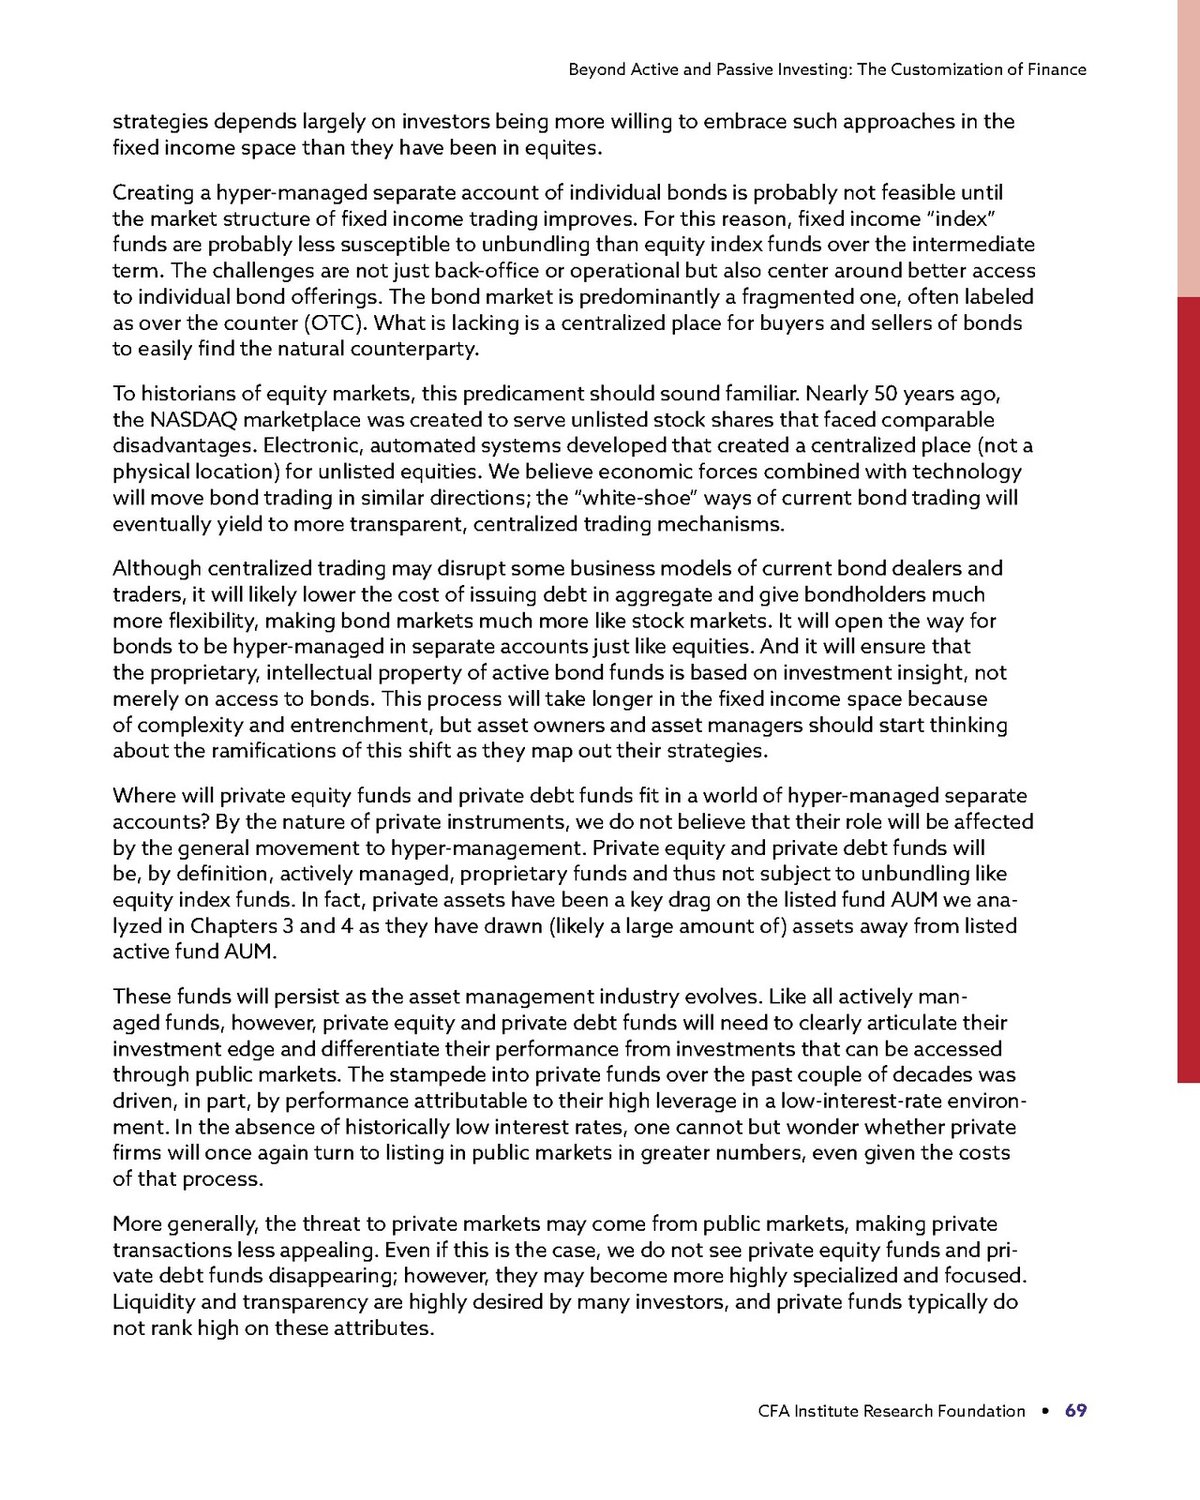 Beyond Active and Passive Investing: The Customization of Finance
strategies depends largely on investors being more willing to embrace such approaches in the
fixed income space than they have been in equites.
Creating a hyper-managed separate account of individual bonds is probably not feasible until
the market structure of fixed income trading improves. For this reason, fixed income “index”
funds are probably less susceptible to unbundling than equity index funds over the intermediate
term. The challenges are not just back-office or operational but also center around better access
to individual bond offerings. The bond market is predominantly a fragmented one, often labeled
as over the counter (OTC). What is lacking is a centralized place for buyers and sellers of bonds
to easily find the natural counterparty.
To historians of equity markets, this predicament should sound familiar. Nearly 50 years ago,
the NASDAQ marketplace was created to serve unlisted stock shares that faced comparable
disadvantages. Electronic, automated systems developed that created a centralized place (not a
physical location) for unlisted equities. We believe economic forces combined with technology
will move bond trading in similar directions; the “white-shoe” ways of current bond trading will
eventually yield to more transparent, centralized trading mechanisms.
Although centralized trading may disrupt some business models of current bond dealers and
traders, it will likely lower the cost of issuing debt in aggregate and give bondholders much
more flexibility, making bond markets much more like stock markets. It will open the way for
bonds to be hyper-managed in separate accounts just like equities. And it will ensure that
the proprietary, intellectual property of active bond funds is based on investment insight, not
merely on access to bonds. This process will take longer in the fixed income space because
of complexity and entrenchment, but asset owners and asset managers should start thinking
about the ramifications of this shift as they map out their strategies.
Where will private equity funds and private debt funds fit in a world of hyper-managed separate
accounts? By the nature of private instruments, we do not believe that their role will be affected
by the general movement to hyper-management. Private equity and private debt funds will
be, by definition, actively managed, proprietary funds and thus not subject to unbundling like
equity index funds. In fact, private assets have been a key drag on the listed fund AUM we ana-
lyzed in Chapters 3 and 4 as they have drawn (likely a large amount of) assets away from listed
active fund AUM.
These funds will persist as the asset management industry evolves. Like all actively man-
aged funds, however, private equity and private debt funds will need to clearly articulate their
investment edge and differentiate their performance from investments that can be accessed
through public markets. The stampede into private funds over the past couple of decades was
driven, in part, by performance attributable to their high leverage in a low-interest-rate environ-
ment. In the absence of historically low interest rates, one cannot but wonder whether private
firms will once again turn to listing in public markets in greater numbers, even given the costs
of that process.
More generally, the threat to private markets may come from public markets, making private
transactions less appealing. Even if this is the case, we do not see private equity funds and pri-
vate debt funds disappearing; however, they may become more highly specialized and focused.
Liquidity and transparency are highly desired by many investors, and private funds typically do
not rank high on these attributes.
CFA Institute Research Foundation • 69